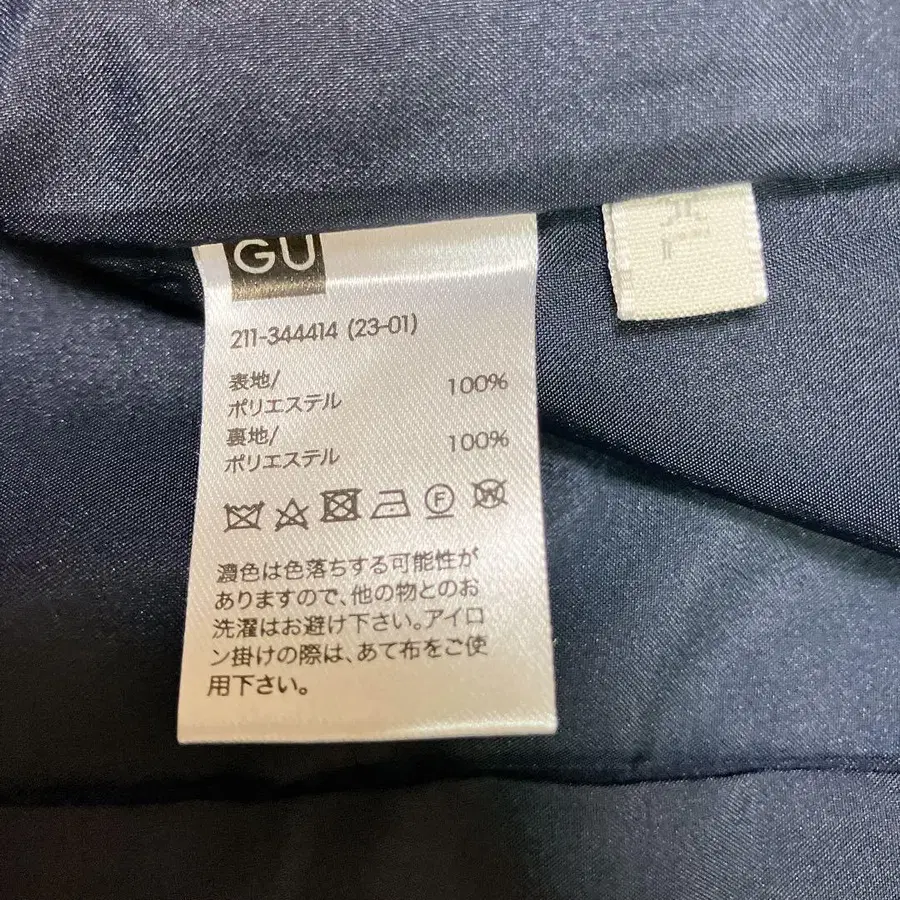 GU
211-344414 (23-01)
表地/
ポリエステル 100%
裏地/
ポリエステル 100%
F
W
濃色は色落ちする可能性が
ありますので、他の物とのお
洗濯はお避け下さい。アイロ
ン掛けの際は、あて布をご使
用下さい。